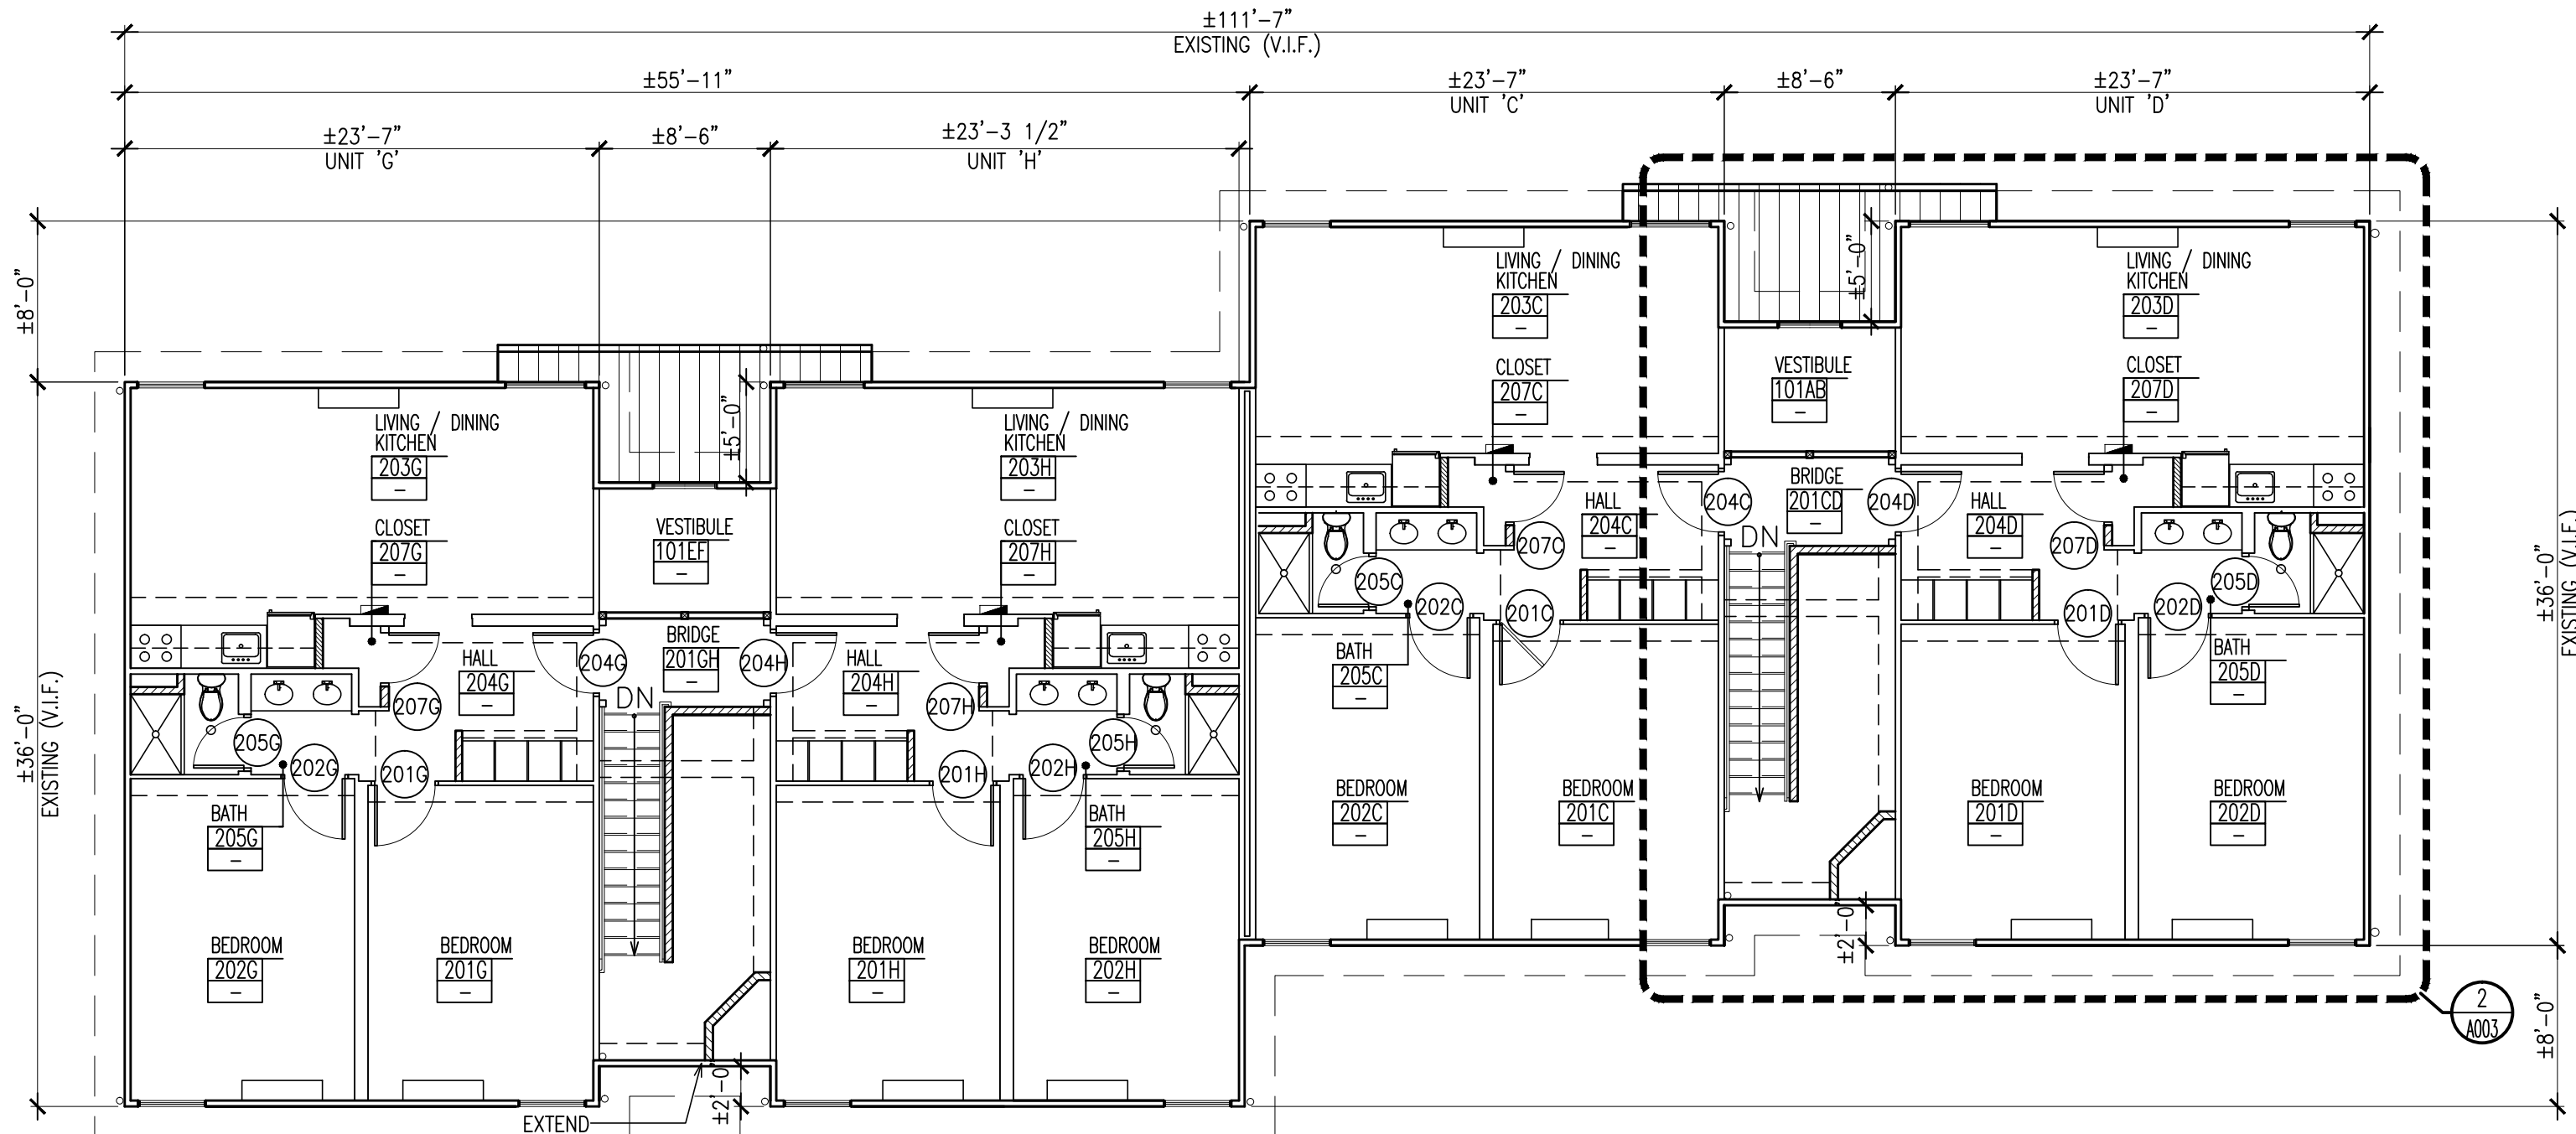 ±111'-7"
EXISTING (V.I.F.)
±55'-11"
±23'-7"
UNIT 'C'
±8'-6"
±23'-7"
UNIT 'D'
±23'-7"
UNIT 'G'
±8'-6"
±23'-3 1/2"
UNIT 'H'
±8'-0"
±5'-0"
LIVING / DINING
KITCHEN
203C
-
LIVING / DINING
KITCHEN
203D
-
CLOSET
207C
-
VESTIBULE
101AB
-
CLOSET
207D
-
±5'-0"
LIVING / DINING
KITCHEN
203G
-
LIVING / DINING
KITCHEN
203H
-
CLOSET
207G
-
VESTIBULE
101EF
-
CLOSET
207H
-
204C
BRIDGE
201CD
-
204D
HALL
204C
-
HALL
204D
-
DN
207C
207D
205C
205D
202C
201C
201D
202D
±36'-0"
EXISTING (V.I.F.)
204G
BRIDGE
201GH
-
204H
HALL
204G
-
HALL
204H
-
DN
207G
207H
205G
205H
202G
201G
201H
202H
BATH
205C
-
BATH
205D
-
±36'-0"
EXISTING (V.I.F.)
BATH
205G
-
BATH
205H
-
BEDROOM
202C
-
BEDROOM
201C
-
BEDROOM
201D
-
BEDROOM
202D
-
BEDROOM
202G
-
BEDROOM
201G
-
BEDROOM
201H
-
BEDROOM
202H
-
±2'-0"
2
A003
±8'-0"
±2'-0"
EXTEND